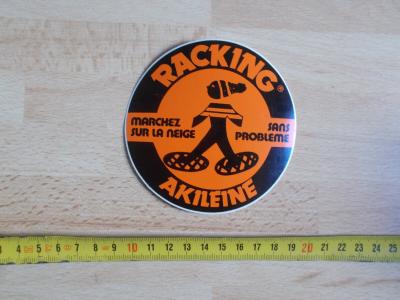 RACKING®
MARCHEZ
SUR LA NEIGE
SANS
PROBLEME
AKILEINE
4 5 6 7 8 9 10 11 12 13 14 15 16 17 18 19 20 21 22 23 24 25